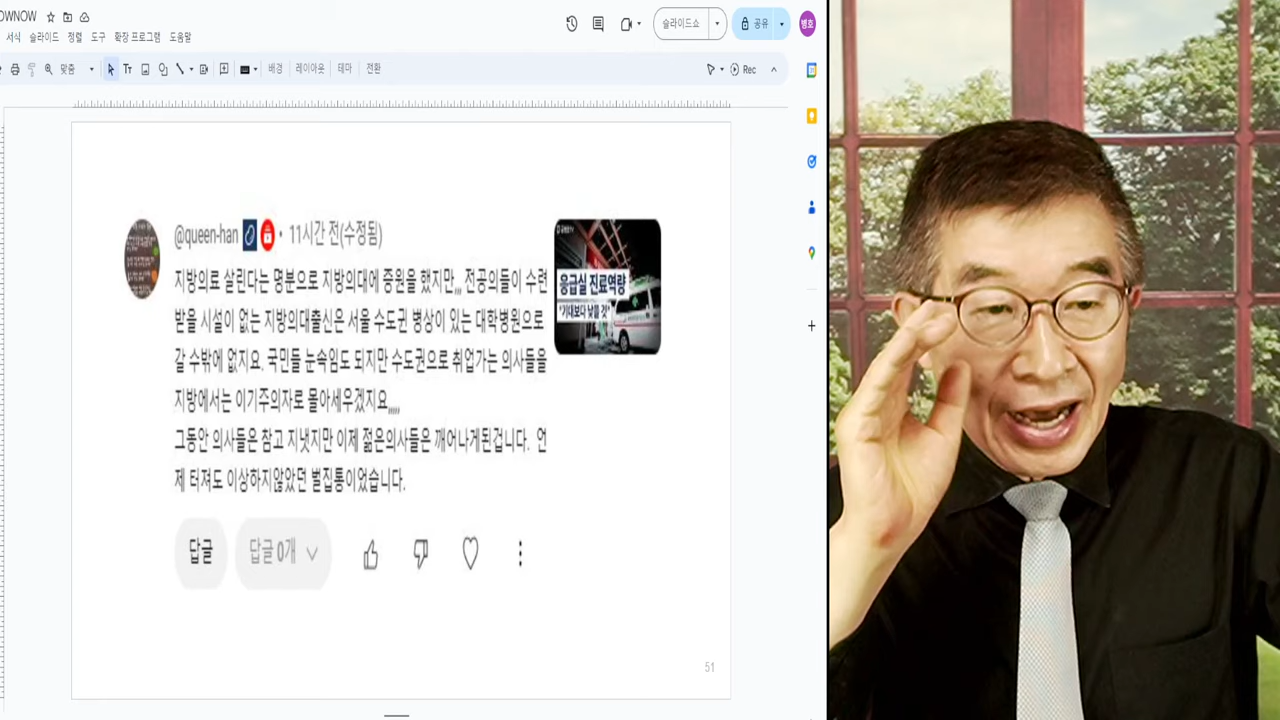 OWNOW
서식 슬라이드 정렬 도구 확장 프로그램 도움말
슬라이드쇼
공유
병호
맞춤
Tт
배경 레이아웃 테마 전환
Rec
@queen-han · 11시간 전(수정됨)
지방의료 살린다는 명분으로 지방의대에 증원을 했지만,,, 전공의들이 수련
받을 시설이 없는 지방의대출신은 서울 수도권 병상이 있는 대학병원으로
갈 수밖에 없지요. 국민들 눈속임도 되지만 수도권으로 취업가는 의사들을
지방에서는 이기주의자로 몰아세우겠지요,,,,,
그동안 의사들은 참고 지냇지만 이제 젊은의사들은 깨어나게된겁니다. 언
제 터져도 이상하지않았던 벌집통이었습니다.
응급실 진료역량
"기대보다 낮을 것"
답글
답글 0개
51